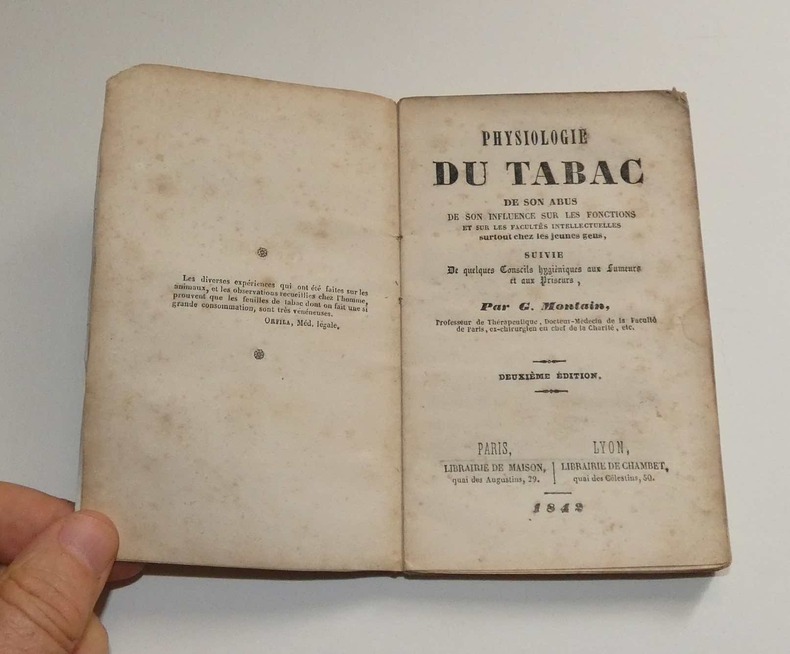 Les diverses expériences qui ont été faites sur les
animaux, et les observations recueillies chez l'homme,
prouvent que les feuilles de tabac dont on fait une si
grande consommation, sont très vénéneuses.
ORFILA, Méd. légale.
PHYSIOLOGIE
DU TABAC
DE SON ABUS
DE SON INFLUENCE SUR LES FONCTIONS
ET SUR LES FACULTÉS INTELLECTUELLES
surtout chez les jeunes gens,
SUIVIE
De quelques Conseils hygiéniques aux Fumeurs
et aux Priseurs,
Par G. Montain,
Professeur de Thérapeutique, Docteur-Médecin de la Faculté
de Paris, ex-chirurgien en chef de la Charité, etc.
DEUXIÈME ÉDITION.
PARIS,
LIBRAIRIE DE MAISON,
quai des Augustins, 29.
LYON,
LIBRAIRIE DE CHAMBET,
quai des Célestins, 50.
1842